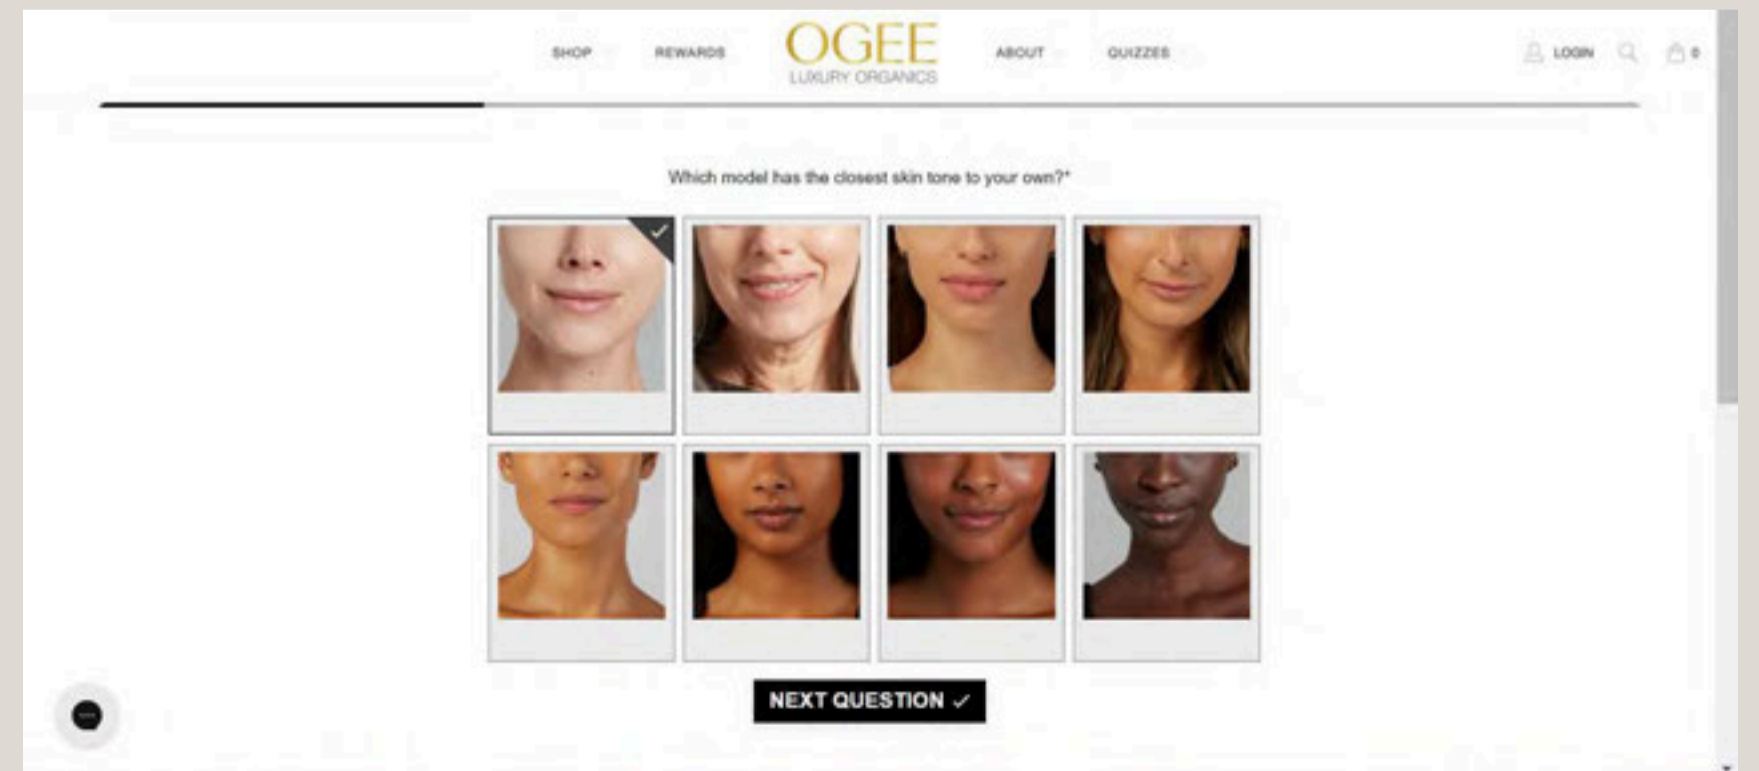 SHOP
REWARDS
OGEE
LUXURY ORGANICS
ABOUT
QUIZZES
LOGIN
0
Which model has the closest skin tone to your own?*
NEXT QUESTION